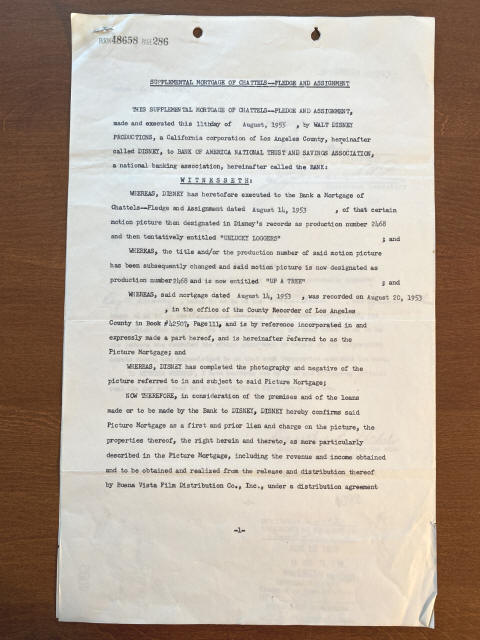 BOOK 48658 PAGE 286
SUPPLEMENTAL MORTGAGE OF CHATTELS--PLEDGE AND ASSIGNMENT
THIS SUPPLEMENTAL MORTGAGE OF CHATTELS--PLEDGE AND ASSIGNMENT,
made and executed this 11th day of August, 1955 , by WALT DISNEY
PRODUCTIONS, a California corporation of Los Angeles County, hereinafter
called DISNEY, to BANK OF AMERICA NATIONAL TRUST AND SAVINGS ASSOCIATION,
a national banking association, hereinafter called the BANK:
W I T N E S S E T H:
WHEREAS, DISNEY has heretofore executed to the Bank a Mortgage of
Chattels--Pledge and Assignment dated August 14, 1953 , of that certain
motion picture then designated in Disney's records as production number 2468
and then tentatively entitled "UNLUCKY LOGGERS" ; and
WHEREAS, the title and/or the production number of said motion picture
has been subsequently changed and said motion picture is now designated as
production number 2468 and is now entitled "UP A TREE" ; and
WHEREAS, said mortgage dated August 14, 1953 , was recorded on August 20, 1953
, in the office of the County Recorder of Los Angeles
County in Book #42507, Page 111, and is by reference incorporated in and
expressly made a part hereof, and is hereinafter referred to as the
Picture Mortgage; and
WHEREAS, DISNEY has completed the photography and negative of the
picture referred to in and subject to said Picture Mortgage;
NOW THEREFORE, in consideration of the premises and of the loans
made or to be made by the Bank to DISNEY, DISNEY hereby confirms said
Picture Mortgage as a first and prior lien and charge on the picture, the
properties thereof, the right herein and thereto, as more particularly
described in the Picture Mortgage, including the revenue and income obtained
and to be obtained and realized from the release and distribution thereof
by Buena Vista Film Distribution Co., Inc., under a distribution agreement
-1-